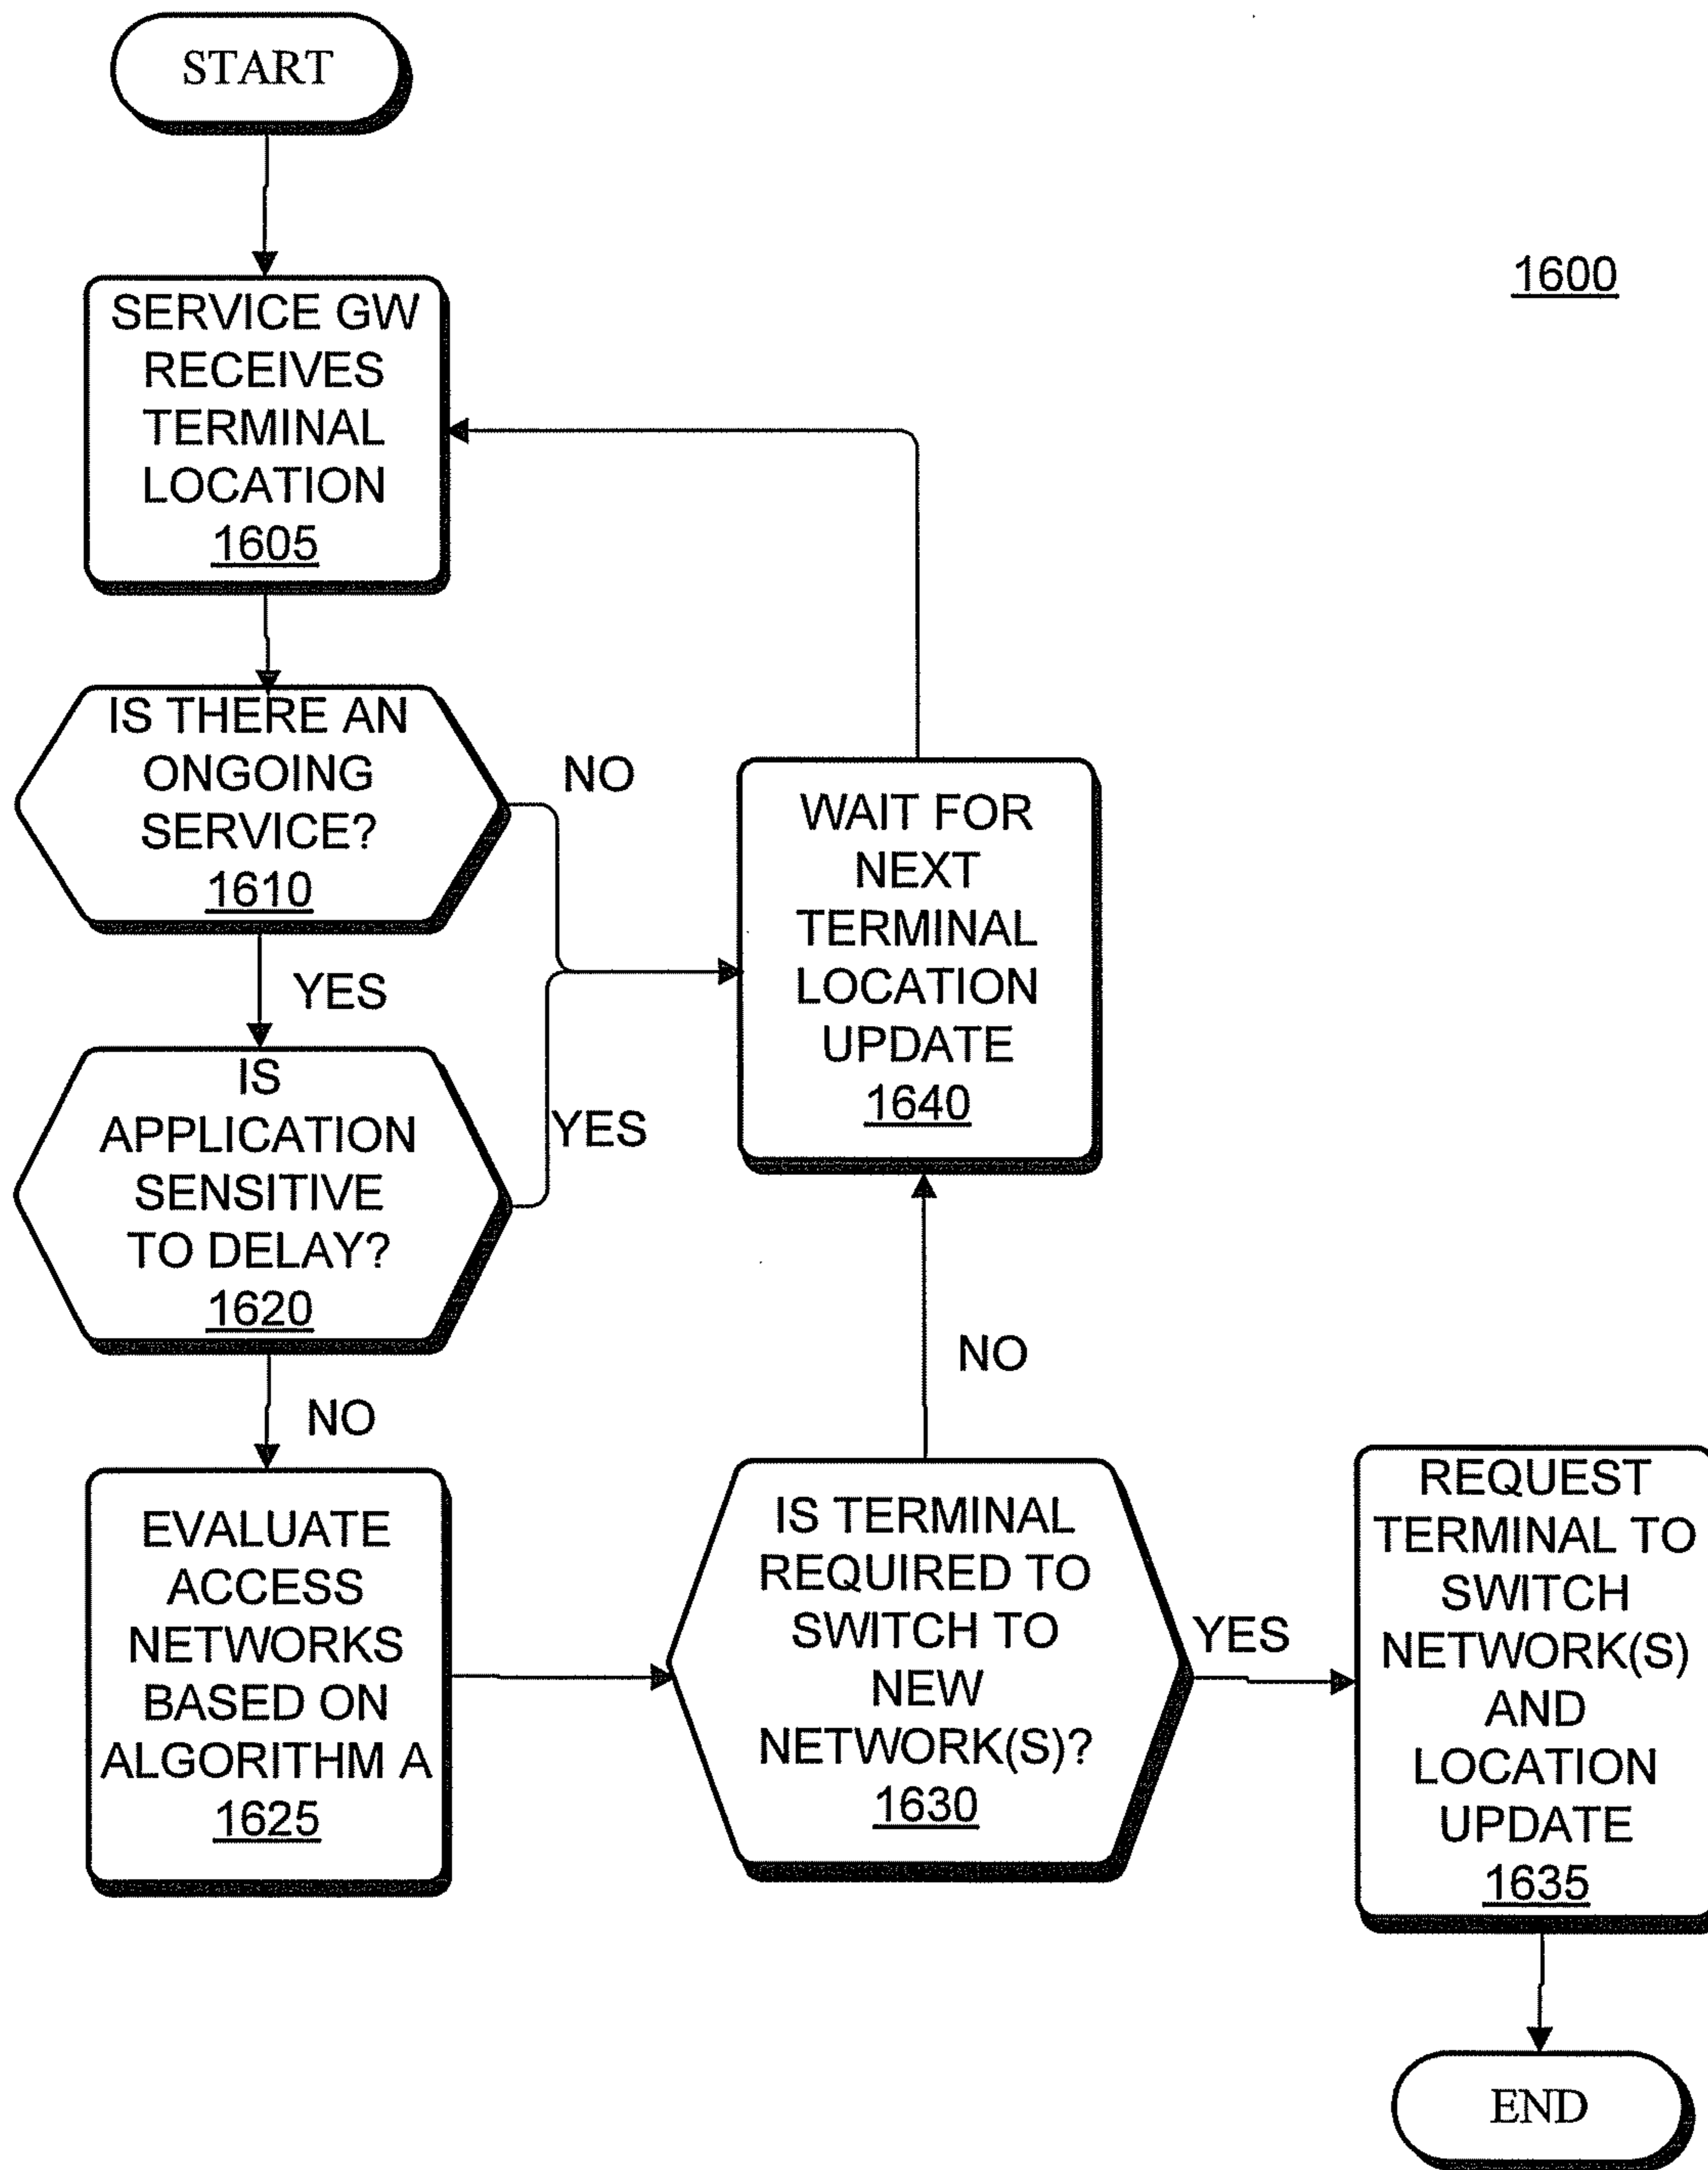 START
1600
SERVICE GW
RECEIVES
TERMINAL
LOCATION
1605
IS THERE AN
ONGOING
SERVICE?
1610
NO
YES
WAIT FOR
NEXT
TERMINAL
LOCATION
UPDATE
1640
IS
APPLICATION
SENSITIVE
TO DELAY?
1620
YES
NO
EVALUATE
ACCESS
NETWORKS
BASED ON
ALGORITHM A
1625
IS TERMINAL
REQUIRED TO
SWITCH TO
NEW
NETWORK(S)?
1630
NO
YES
REQUEST
TERMINAL TO
SWITCH
NETWORK(S)
AND
LOCATION
UPDATE
1635
END